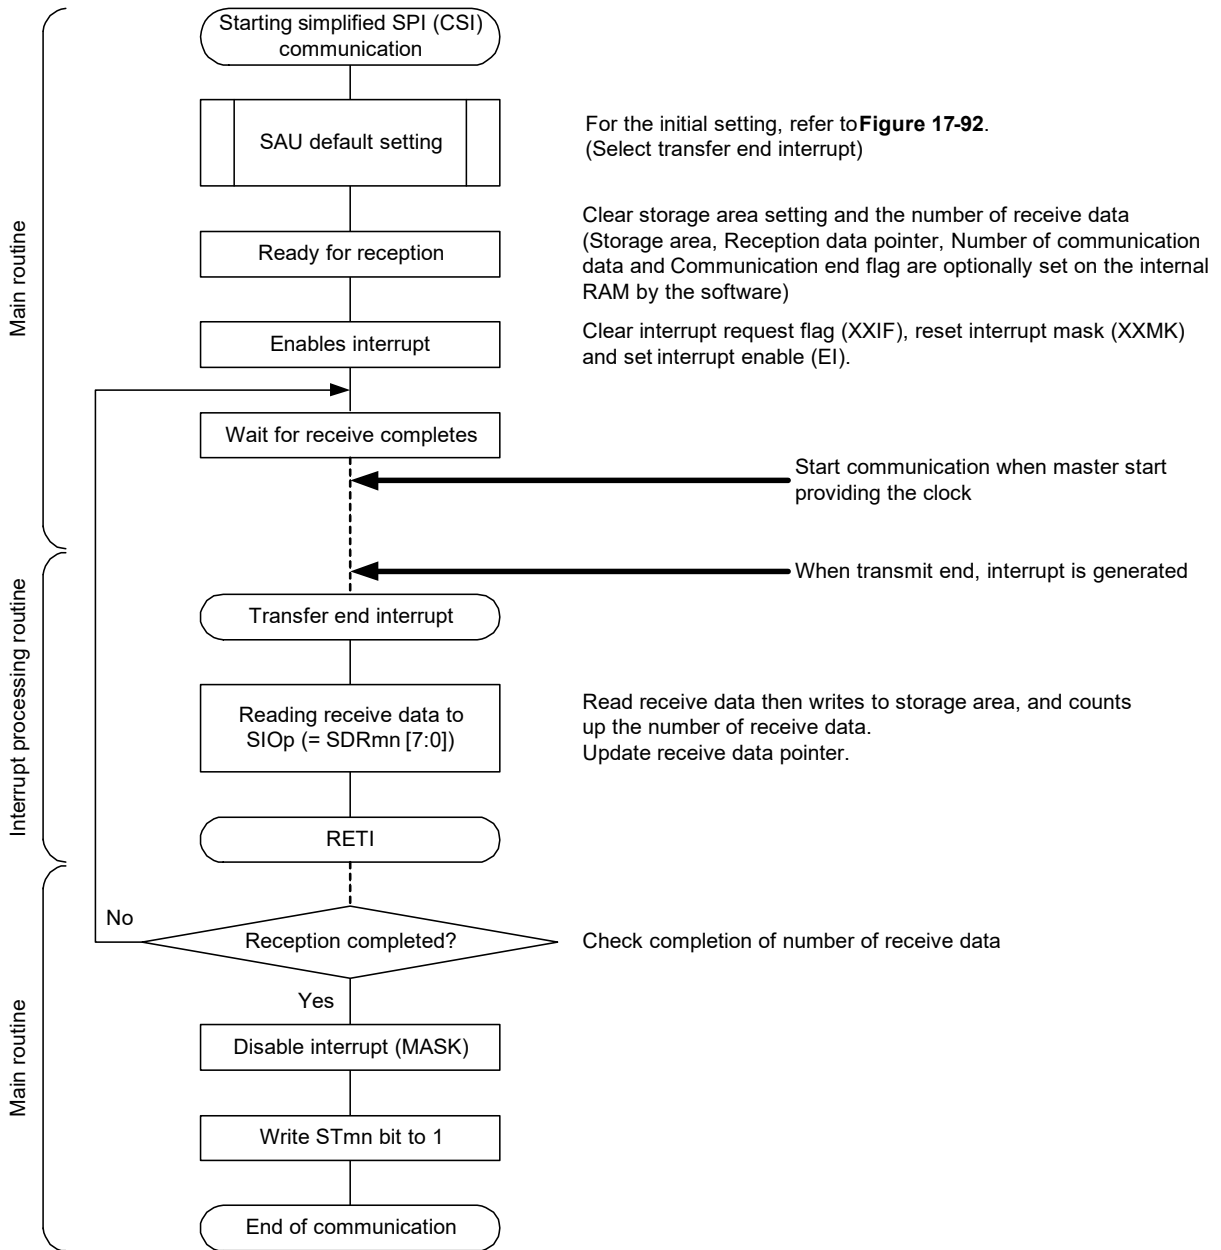 Starting simplified SPI (CSI)
communication
SAU default setting
For the initial setting, refer to Figure 17-92.
(Select transfer end interrupt)
Main routine
Ready for reception
Clear storage area setting and the number of receive data
(Storage area, Reception data pointer, Number of communication
data and Communication end flag are optionally set on the internal
RAM by the software)
Enables interrupt
Clear interrupt request flag (XXIF), reset interrupt mask (XXMK)
and set interrupt enable (EI).
Wait for receive completes
Start communication when master start
providing the clock
When transmit end, interrupt is generated
Interrupt processing routine
Transfer end interrupt
Reading receive data to
SIOp (= SDRmn [7:0])
Read receive data then writes to storage area, and counts
up the number of receive data.
Update receive data pointer.
RETI
No
Reception completed?
Check completion of number of receive data
Yes
Main routine
Disable interrupt (MASK)
Write STmn bit to 1
End of communication